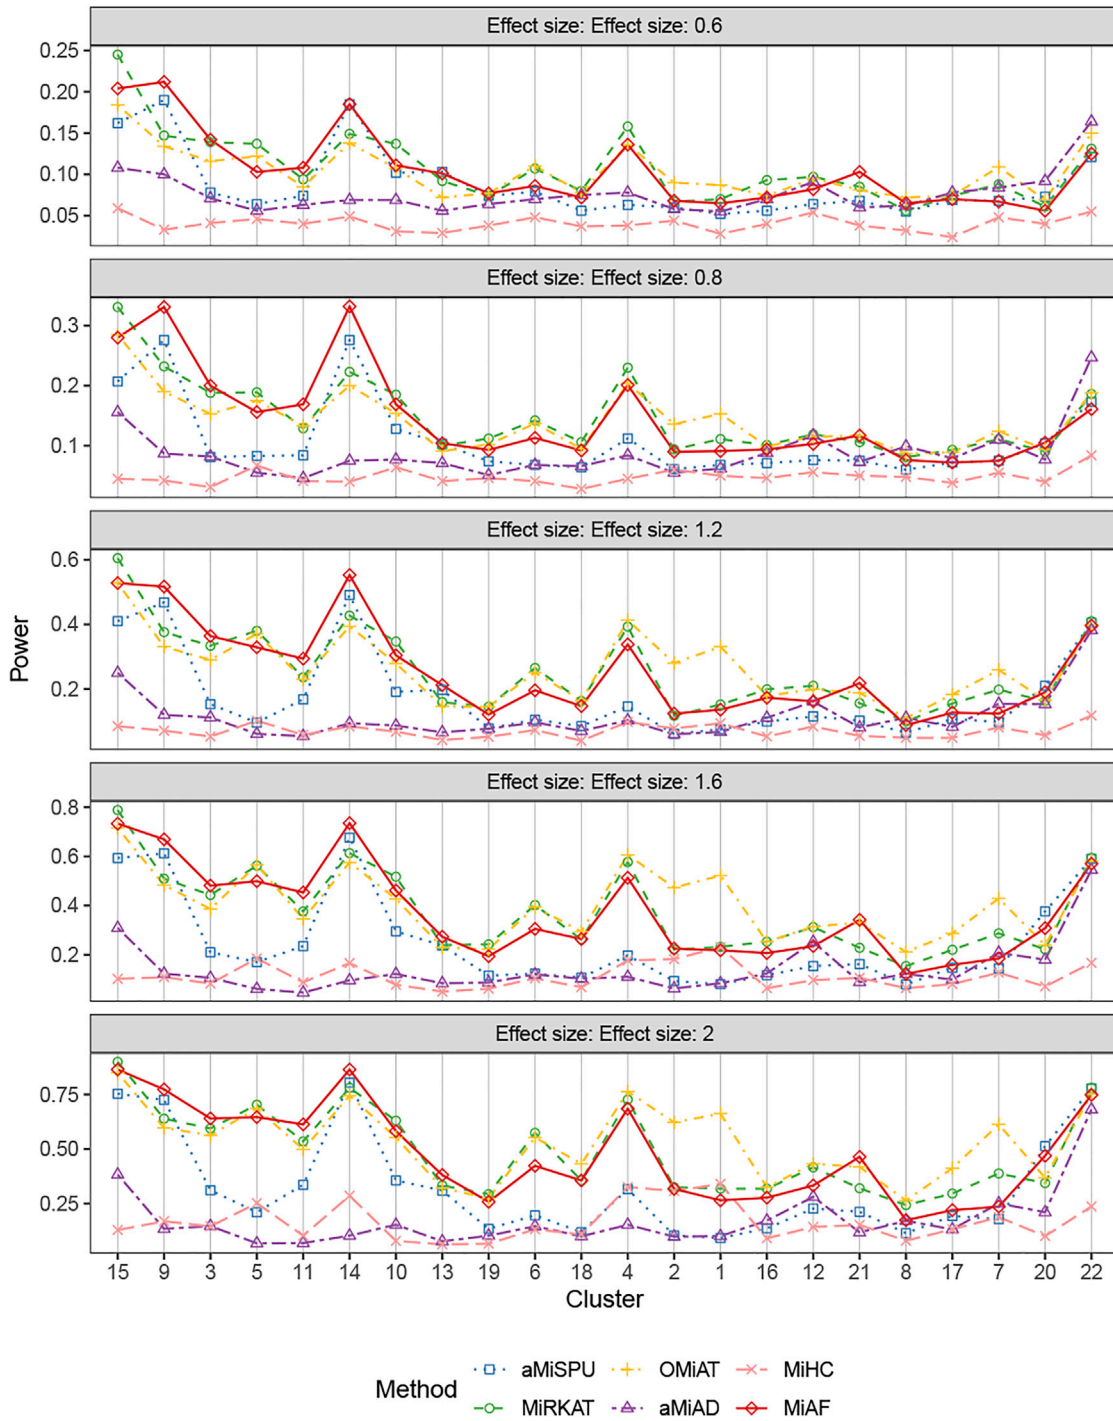 Effect size: Effect size: 0.6
0.25
0.20
0.15
0.10
0.05
Effect size: Effect size: 0.8
0.3
0.2
0.1
Effect size: Effect size: 1.2
0.6
0.4
0.2
Power
Effect size: Effect size: 1.6
0.8
0.6
0.4
0.2
Effect size: Effect size: 2
0.75
0.50
0.25
15 9 3 5 11 14 10 13 19 6 18 4 2 1 16 12 21 8 17 7 20 22
Cluster
Method
aMiSPU OMiAT MiHC
MiRKAT aMiAD MiAF